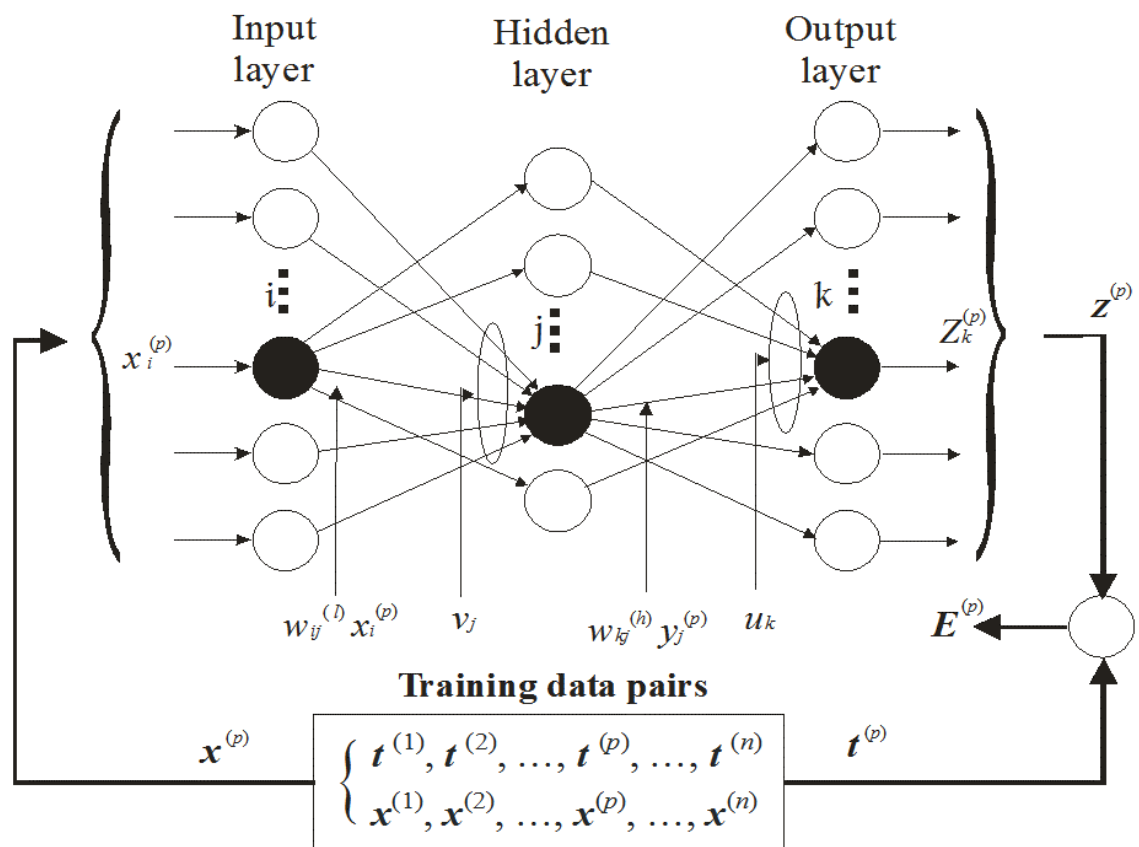 Input layer
Hidden layer
Output layer
i
j
k
x_i^(p)
Z_k^(p)
z^(p)
w_ij^(l) x_i^(p)
v_j
w_kj^(h) y_j^(p)
u_k
E^(p)
Training data pairs
x^(p)
t^(1), t^(2), ..., t^(p), ..., t^(n)
x^(1), x^(2), ..., x^(p), ..., x^(n)
t^(p)